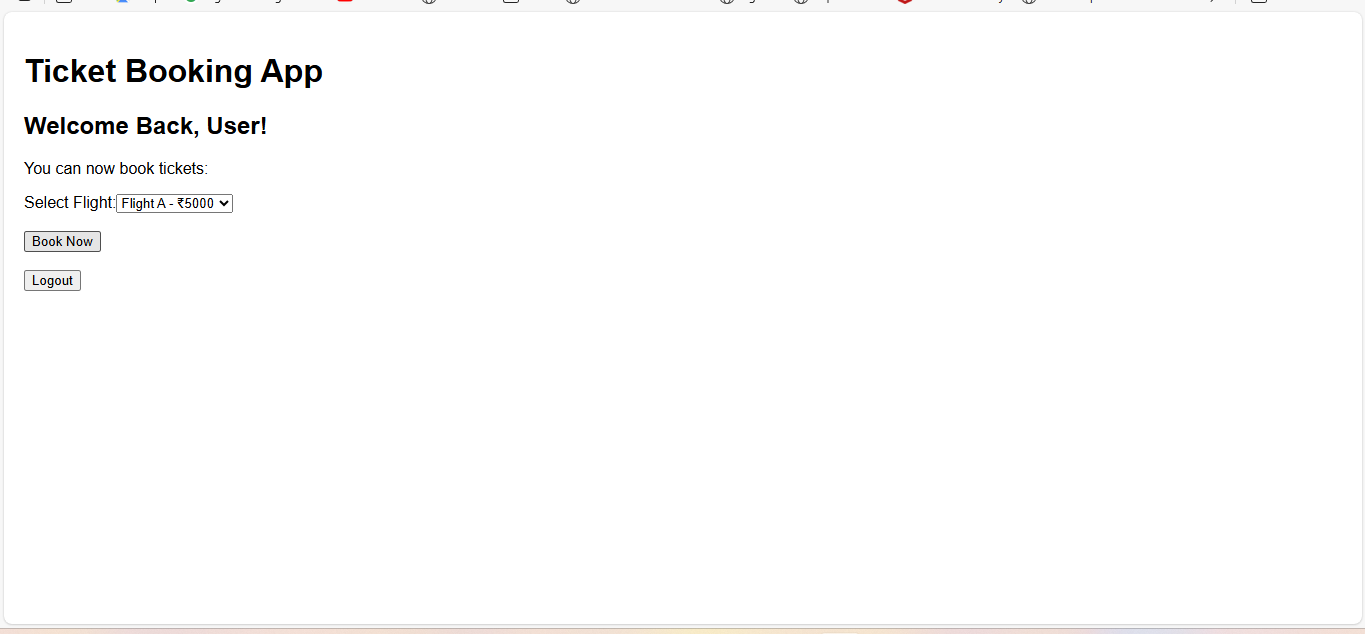 Ticket Booking App
Welcome Back, User!
You can now book tickets:
Select Flight: Flight A - ₹5000
Book Now
Logout